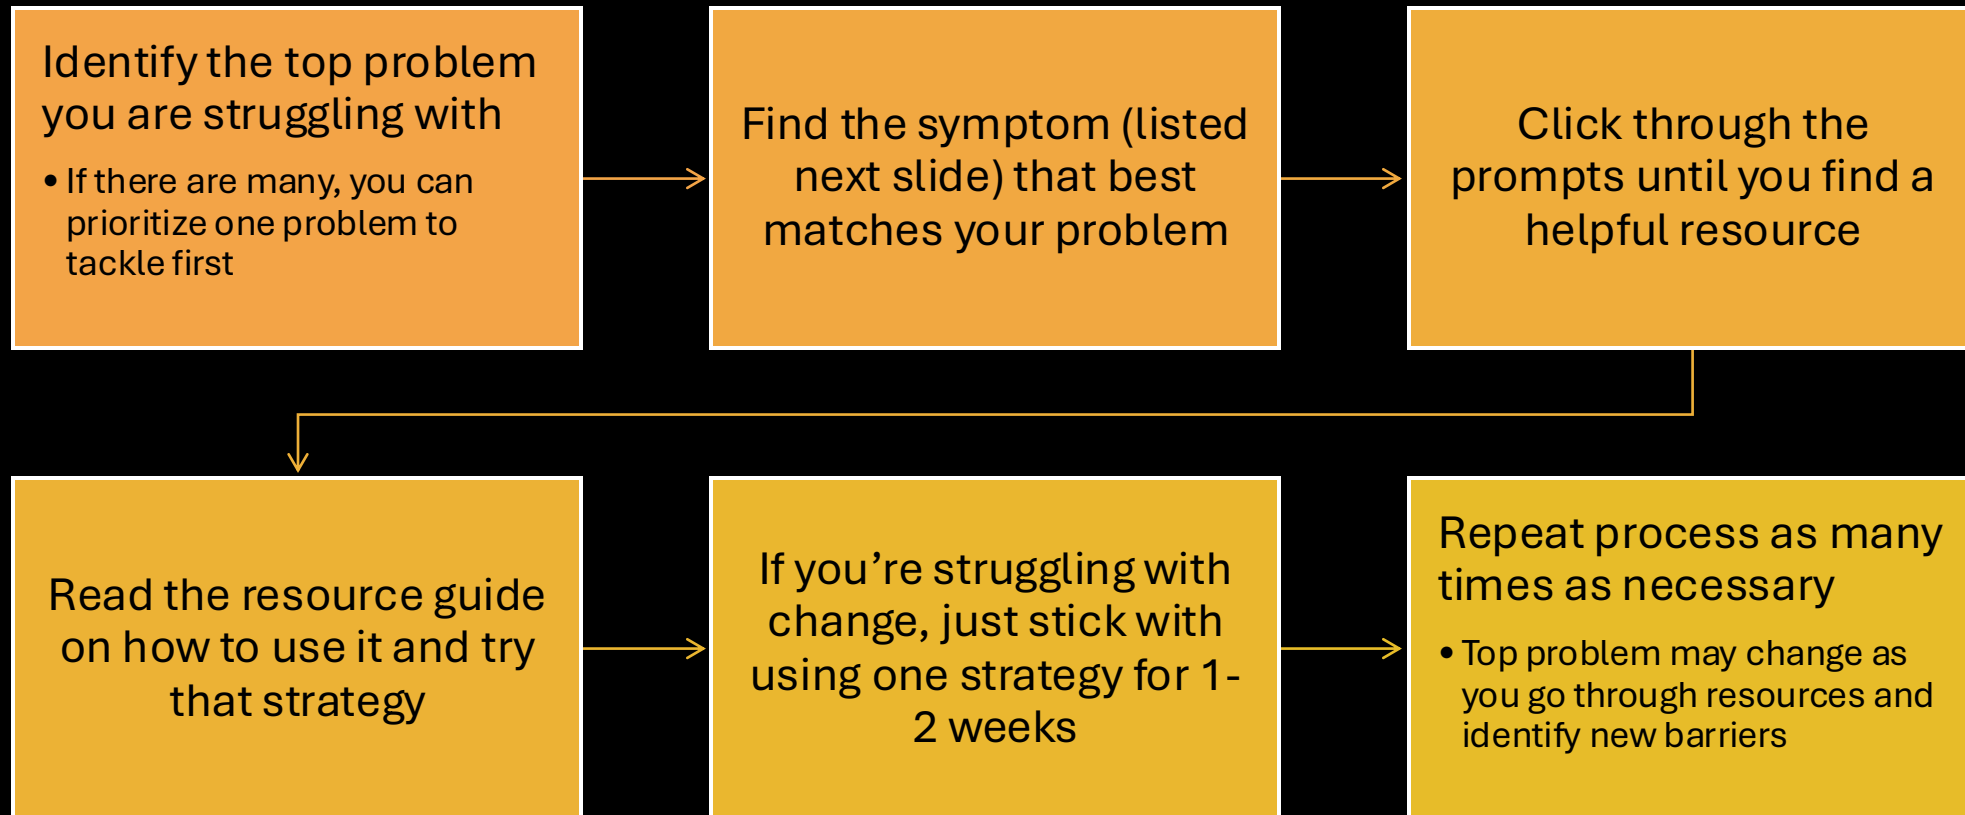 Identify the top problem
you are struggling with
• If there are many, you can
prioritize one problem to
tackle first
Find the symptom (listed
next slide) that best
matches your problem
Click through the
prompts until you find a
helpful resource
Read the resource guide
on how to use it and try
that strategy
If you’re struggling with
change, just stick with
using one strategy for 1-
2 weeks
Repeat process as many
times as necessary
• Top problem may change as
you go through resources and
identify new barriers